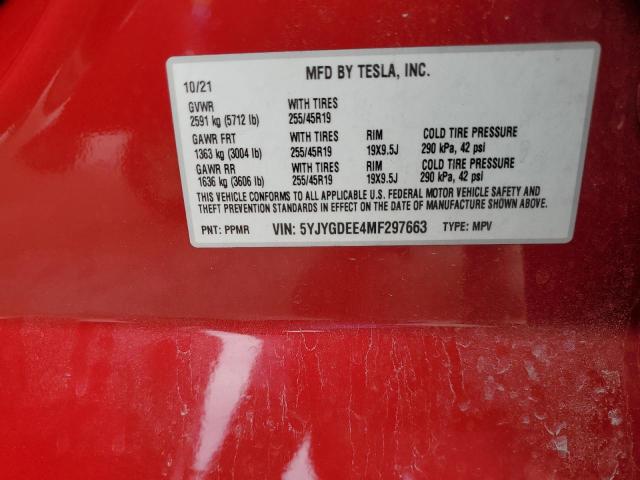 MFD BY TESLA, INC.
10/21
GVWR WITH TIRES
2591 kg (5712 lb) 255/45R19
GAWR FRT WITH TIRES RIM COLD TIRE PRESSURE
1363 kg (3004 lb) 255/45R19 19X9.5J 290 kPa, 42 psi
GAWR RR WITH TIRES RIM COLD TIRE PRESSURE
1636 kg (3606 lb) 255/45R19 19X9.5J 290 kPa, 42 psi
THIS VEHICLE CONFORMS TO ALL APPLICABLE U.S. FEDERAL MOTOR VEHICLE SAFETY AND
THEFT PREVENTION STANDARDS IN EFFECT ON THE DATE OF MANUFACTURE SHOWN ABOVE.
PNT: PPMR VIN: 5YJYGDEE4MF297663 TYPE: MPV